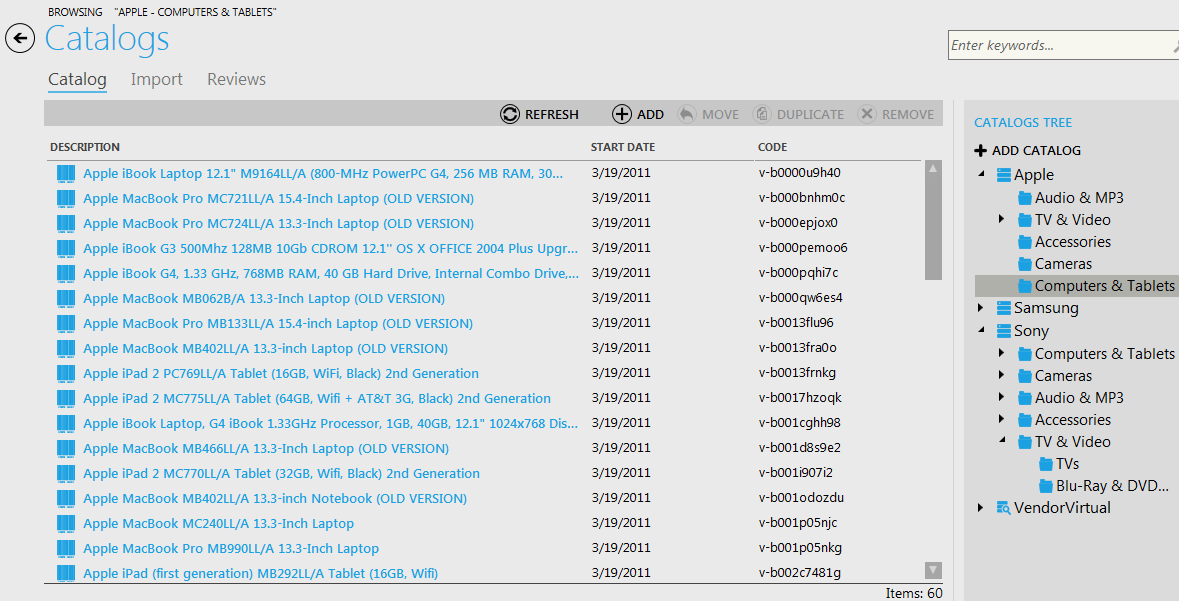 BROWSING "APPLE - COMPUTERS & TABLETS"
Catalogs
Enter keywords...
Catalog Import Reviews
REFRESH ADD MOVE DUPLICATE REMOVE
DESCRIPTION START DATE CODE
Apple iBook Laptop 12.1" M9164LL/A (800-MHz PowerPC G4, 256 MB RAM, 30... 3/19/2011 v-b0000u9h40
Apple MacBook Pro MC721LL/A 15.4-Inch Laptop (OLD VERSION) 3/19/2011 v-b000bnhm0c
Apple MacBook Pro MC724LL/A 13.3-Inch Laptop (OLD VERSION) 3/19/2011 v-b000epjox0
Apple iBook G3 500Mhz 128MB 10Gb CDROM 12.1'' OS X OFFICE 2004 Plus Upgr... 3/19/2011 v-b000pemoo6
Apple iBook G4, 1.33 GHz, 768MB RAM, 40 GB Hard Drive, Internal Combo Drive,... 3/19/2011 v-b000pqhi7c
Apple MacBook MB062B/A 13.3-Inch Laptop (OLD VERSION) 3/19/2011 v-b000qw6es4
Apple MacBook Pro MB133LL/A 15.4-inch Laptop (OLD VERSION) 3/19/2011 v-b0013flu96
Apple MacBook MB402LL/A 13.3-inch Laptop (OLD VERSION) 3/19/2011 v-b0013fra0o
Apple iPad 2 PC769LL/A Tablet (16GB, WiFi, Black) 2nd Generation 3/19/2011 v-b0013frnkg
Apple iPad 2 MC775LL/A Tablet (64GB, Wifi + AT&T 3G, Black) 2nd Generation 3/19/2011 v-b0017hzoqk
Apple iBook Laptop, G4 iBook 1.33GHz Processor, 1GB, 40GB, 12.1" 1024x768 Dis... 3/19/2011 v-b001cghh98
Apple MacBook MB466LL/A 13.3-Inch Laptop (OLD VERSION) 3/19/2011 v-b001d8s9e2
Apple iPad 2 MC770LL/A Tablet (32GB, Wifi, Black) 2nd Generation 3/19/2011 v-b001i907i2
Apple MacBook MB402LL/A 13.3-inch Notebook (OLD VERSION) 3/19/2011 v-b001odozdu
Apple MacBook MC240LL/A 13.3-Inch Laptop 3/19/2011 v-b001p05njc
Apple MacBook Pro MB990LL/A 13.3-Inch Laptop 3/19/2011 v-b001p05nkg
Apple iPad (first generation) MB292LL/A Tablet (16GB, Wifi) 3/19/2011 v-b002c7481g
Items: 60
CATALOGS TREE
ADD CATALOG
Apple
Audio & MP3
TV & Video
Accessories
Cameras
Computers & Tablets
Samsung
Sony
Computers & Tablets
Cameras
Audio & MP3
Accessories
TV & Video
TVs
Blu-Ray & DVD...
VendorVirtual